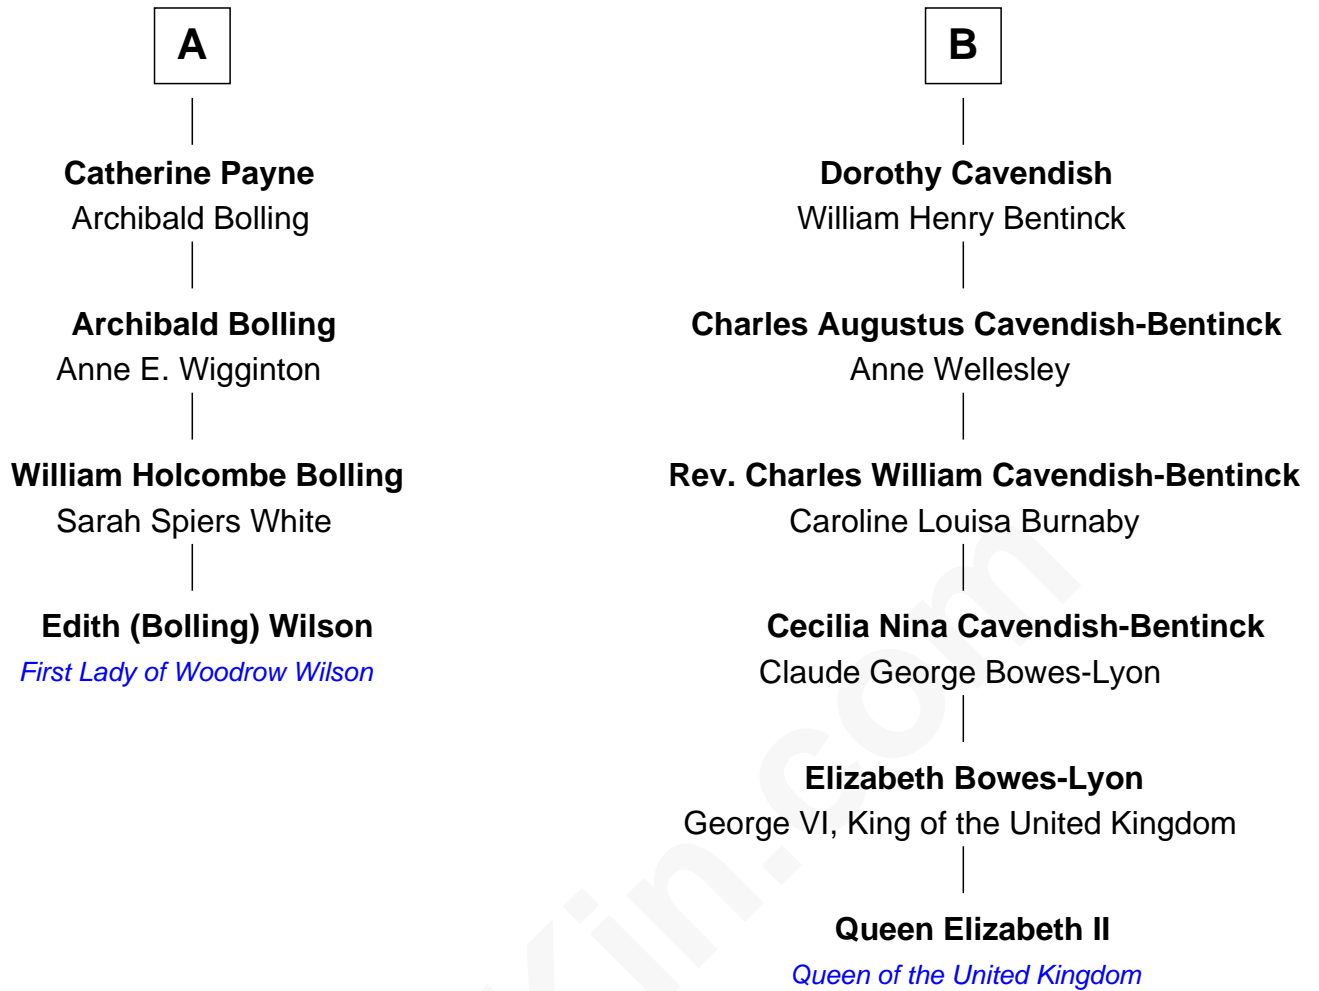 A
Catherine Payne
Archibald Bolling
Archibald Bolling
Anne E. Wigginton
William Holcombe Bolling
Sarah Spiers White
Edith (Bolling) Wilson
First Lady of Woodrow Wilson
B
Dorothy Cavendish
William Henry Bentinck
Charles Augustus Cavendish-Bentinck
Anne Wellesley
Rev. Charles William Cavendish-Bentinck
Caroline Louisa Burnaby
Cecilia Nina Cavendish-Bentinck
Claude George Bowes-Lyon
Elizabeth Bowes-Lyon
George VI, King of the United Kingdom
Queen Elizabeth II
Queen of the United Kingdom
Kin.com